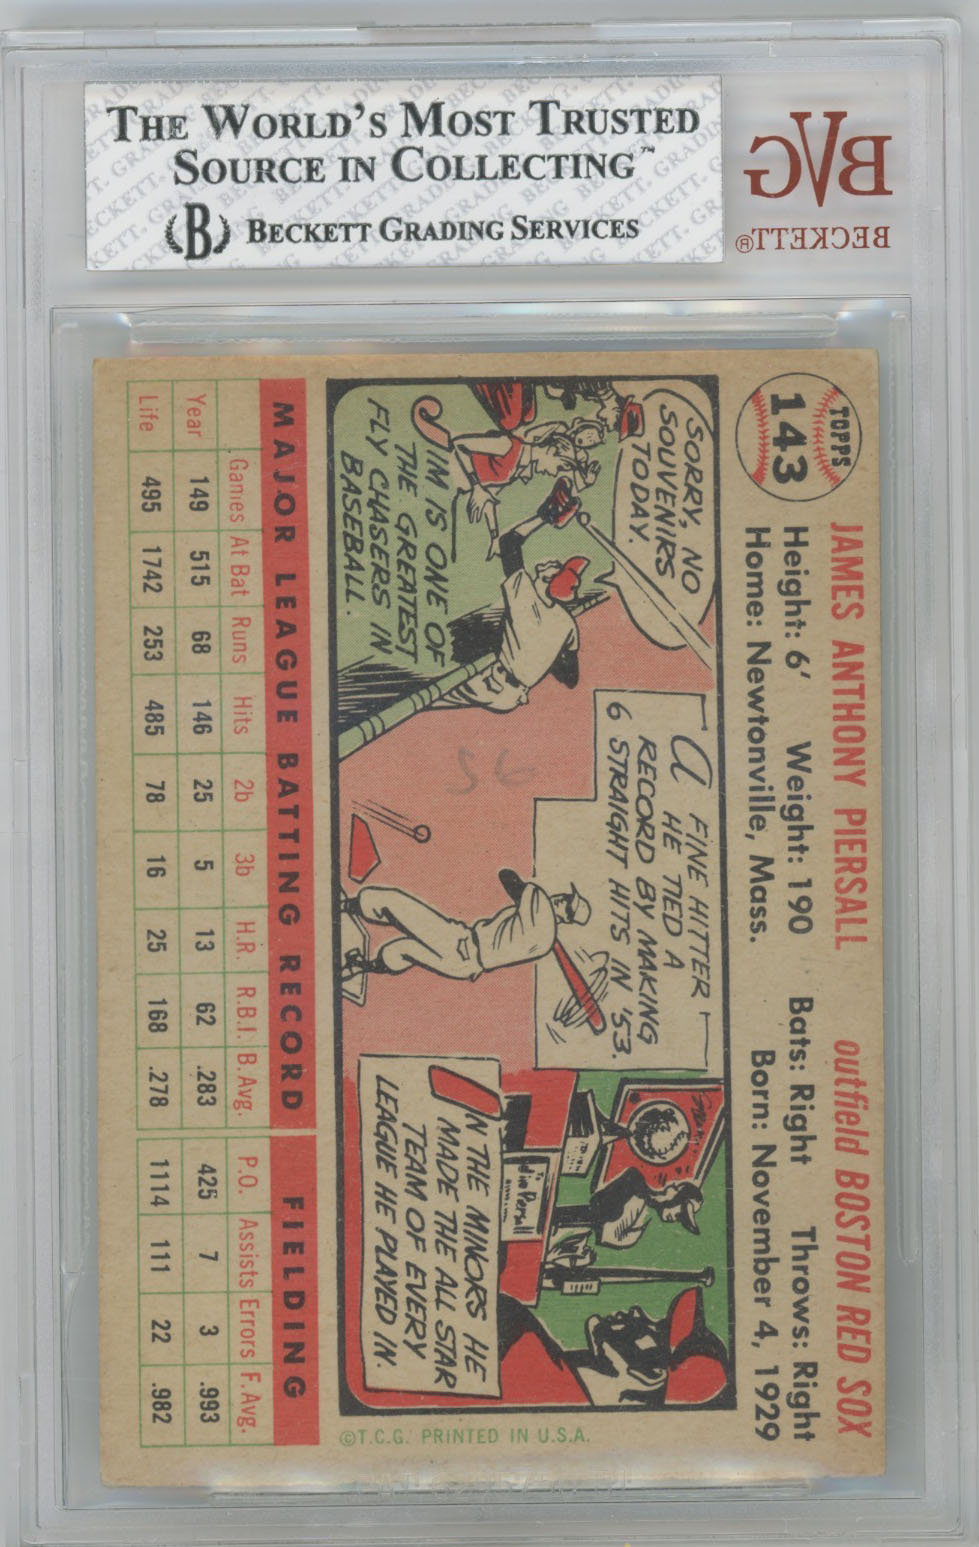 THE WORLD'S MOST TRUSTED
SOURCE IN COLLECTING™
B BECKETT GRADING SERVICES
BVG
BECKETT®
TOPPS
143
JAMES ANTHONY PIERSALL outfield BOSTON RED SOX
Height: 6' Weight: 190 Bats: Right Throws: Right
Home: Newtonville, Mass. Born: November 4, 1929
SORRY, NO
SOUVENIRS
TODAY.
JIM IS ONE OF
THE GREATEST
FLY CHASERS IN
BASEBALL.
A FINE HITTER
HE TIED A
RECORD BY MAKING
6 STRAIGHT HITS IN '53.
56
Jim Piersall
IN THE MINORS HE
MADE THE ALL STAR
TEAM OF EVERY
LEAGUE HE PLAYED IN.
©T.C.G. PRINTED IN U.S.A.
MAJOR LEAGUE BATTING RECORD FIELDING
Games At Bat Runs Hits 2b 3b H.R. R.B.I. B. Avg. P.O. Assists Errors F. Avg.
Year 149 515 68 146 25 5 13 62 .283 425 7 3 .993
Life 495 1742 253 485 78 16 25 168 .278 1114 111 22 .982